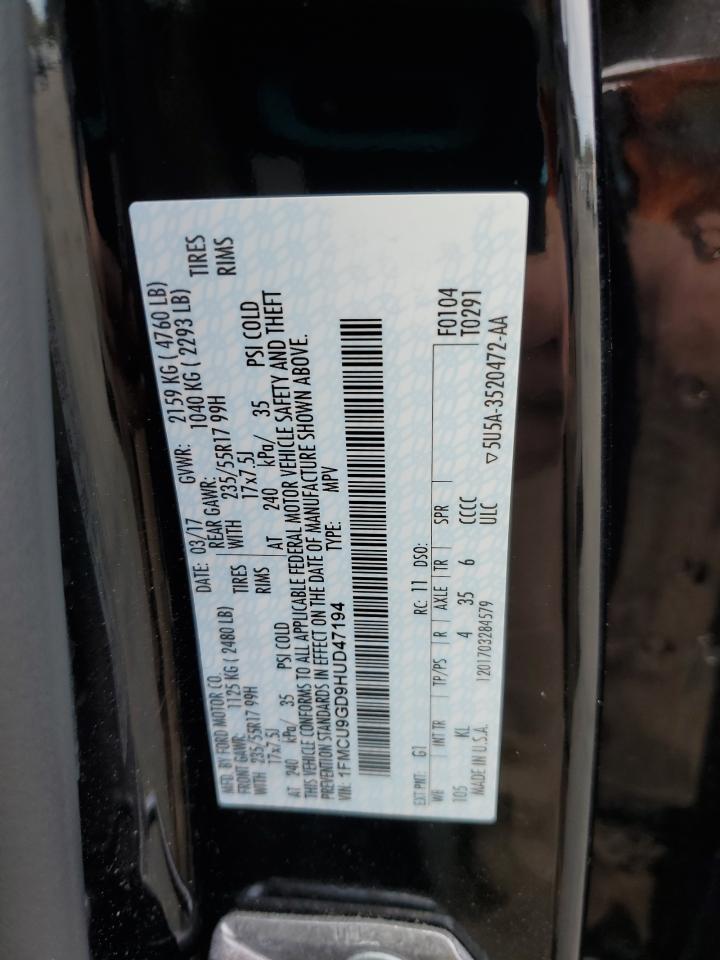 MFD. BY FORD MOTOR CO. DATE: 03/17 GVWR: 2159 KG ( 4760 LB)
FRONT GAWR: 1125 KG ( 2480 LB) REAR GAWR: 1040 KG ( 2293 LB)
WITH 235/55R17 99H TIRES WITH 235/55R17 99H TIRES
17x7.5J RIMS 17x7.5J RIMS
AT 240 kPa/ 35 PSI COLD AT 240 kPa/ 35 PSI COLD
THIS VEHICLE CONFORMS TO ALL APPLICABLE FEDERAL MOTOR VEHICLE SAFETY AND THEFT
PREVENTION STANDARDS IN EFFECT ON THE DATE OF MANUFACTURE SHOWN ABOVE.
VIN: 1FMCU9GD9HUD47194 TYPE: MPV
F0104
EXT PNT: G1 RC: 11 DSO: T0291
WB INT TR TP/PS R AXLE TR SPR
105 KL 4 35 6 CCCC
MADE IN U.S.A. 1201703284579 ULC ▽5U5A-3520472-AA